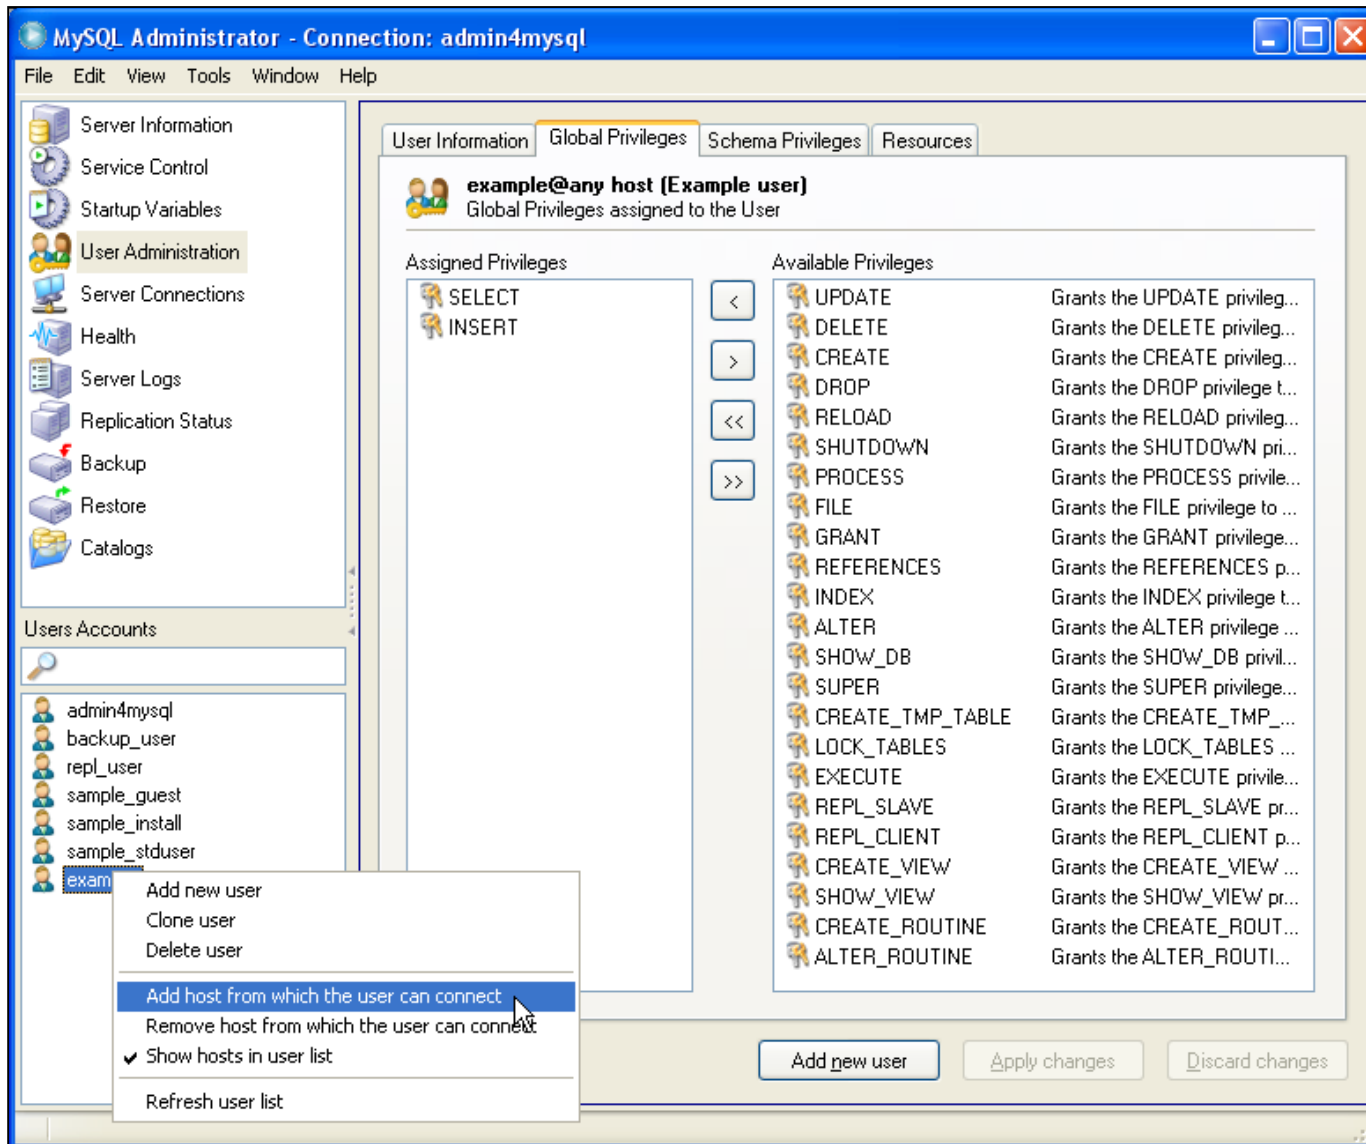 MySQL Administrator - Connection: admin4mysql
File Edit View Tools Window Help
Server Information
Service Control
Startup Variables
User Administration
Server Connections
Health
Server Logs
Replication Status
Backup
Restore
Catalogs
Users Accounts
admin4mysql
backup_user
repl_user
sample_guest
sample_install
sample_stduser
exam
Add new user
Clone user
Delete user
Add host from which the user can connect
Remove host from which the user can connect
Show hosts in user list
Refresh user list
User Information Global Privileges Schema Privileges Resources
example@any host (Example user)
Global Privileges assigned to the User
Assigned Privileges
SELECT
INSERT
<
>
<<
>>
Available Privileges
UPDATE Grants the UPDATE privileg...
DELETE Grants the DELETE privileg...
CREATE Grants the CREATE privileg...
DROP Grants the DROP privilege t...
RELOAD Grants the RELOAD privileg...
SHUTDOWN Grants the SHUTDOWN pri...
PROCESS Grants the PROCESS privile...
FILE Grants the FILE privilege to ...
GRANT Grants the GRANT privilege...
REFERENCES Grants the REFERENCES p...
INDEX Grants the INDEX privilege t...
ALTER Grants the ALTER privilege ...
SHOW_DB Grants the SHOW_DB privil...
SUPER Grants the SUPER privilege...
CREATE_TMP_TABLE Grants the CREATE_TMP_...
LOCK_TABLES Grants the LOCK_TABLES ...
EXECUTE Grants the EXECUTE privile...
REPL_SLAVE Grants the REPL_SLAVE pr...
REPL_CLIENT Grants the REPL_CLIENT p...
CREATE_VIEW Grants the CREATE_VIEW ...
SHOW_VIEW Grants the SHOW_VIEW pr...
CREATE_ROUTINE Grants the CREATE_ROUT...
ALTER_ROUTINE Grants the ALTER_ROUTI...
Add new user Apply changes Discard changes